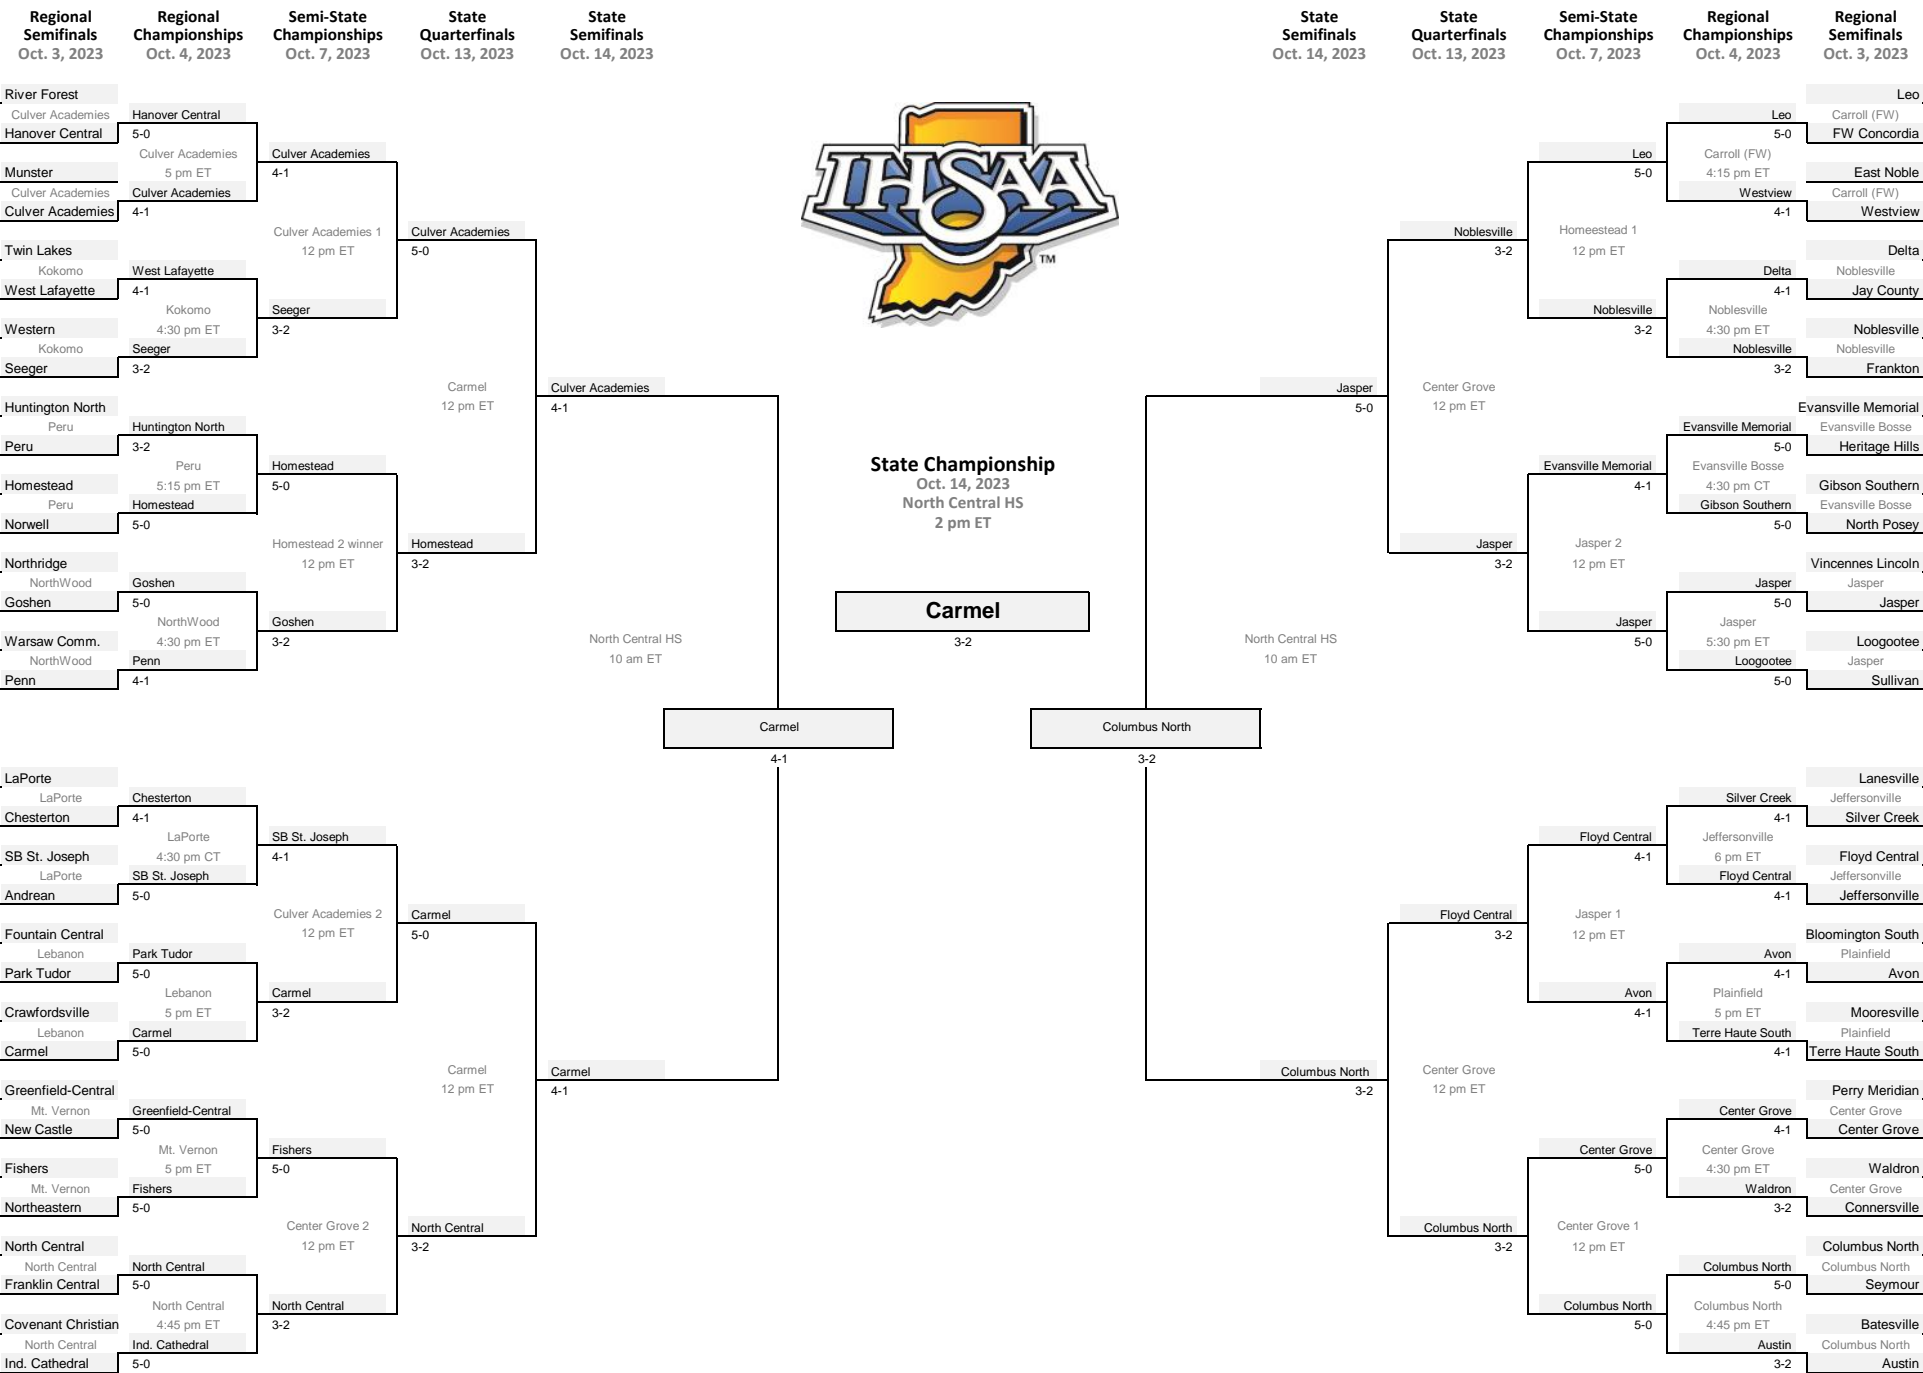 Regional Semifinals Oct. 3, 2023
Regional Championships Oct. 4, 2023
Semi-State Championships Oct. 7, 2023
State Quarterfinals Oct. 13, 2023
State Semifinals Oct. 14, 2023
State Semifinals Oct. 14, 2023
State Quarterfinals Oct. 13, 2023
Semi-State Championships Oct. 7, 2023
Regional Championships Oct. 4, 2023
Regional Semifinals Oct. 3, 2023
River Forest
Culver Academies
Hanover Central
Munster
Culver Academies
Culver Academies
Twin Lakes
Kokomo
West Lafayette
Western
Kokomo
Seeger
Huntington North
Peru
Peru
Homestead
Peru
Norwell
Northridge
NorthWood
Goshen
Warsaw Comm.
NorthWood
Penn
LaPorte
LaPorte
Chesterton
SB St. Joseph
LaPorte
Andrean
Fountain Central
Lebanon
Park Tudor
Crawfordsville
Lebanon
Carmel
Greenfield-Central
Mt. Vernon
New Castle
Fishers
Mt. Vernon
Northeastern
North Central
North Central
Franklin Central
Covenant Christian
North Central
Ind. Cathedral
Hanover Central
5-0
Culver Academies
5 pm ET
Culver Academies
4-1
West Lafayette
4-1
Kokomo
4:30 pm ET
Seeger
3-2
Huntington North
3-2
Peru
5:15 pm ET
Homestead
5-0
Goshen
5-0
NorthWood
4:30 pm ET
Penn
4-1
Chesterton
4-1
LaPorte
4:30 pm CT
SB St. Joseph
5-0
Park Tudor
5-0
Lebanon
5 pm ET
Carmel
5-0
Greenfield-Central
5-0
Mt. Vernon
5 pm ET
Fishers
5-0
North Central
5-0
North Central
4:45 pm ET
Ind. Cathedral
5-0
Culver Academies
4-1
Culver Academies 1
12 pm ET
Seeger
3-2
Homestead
5-0
Homestead 2 winner
12 pm ET
Goshen
3-2
SB St. Joseph
4-1
Culver Academies 2
12 pm ET
Carmel
3-2
Fishers
5-0
Center Grove 2
12 pm ET
North Central
3-2
Culver Academies
5-0
Carmel
12 pm ET
Homestead
3-2
Carmel
5-0
Carmel
12 pm ET
North Central
3-2
Culver Academies
4-1
North Central HS
10 am ET
Carmel
4-1
Carmel
4-1
IHSAA
TM
State Championship
Oct. 14, 2023
North Central HS
2 pm ET
Carmel
3-2
Columbus North
3-2
Jasper
5-0
North Central HS
10 am ET
Columbus North
3-2
Noblesville
3-2
Center Grove
12 pm ET
Jasper
3-2
Floyd Central
3-2
Center Grove
12 pm ET
Columbus North
3-2
Leo
5-0
Homeestead 1
12 pm ET
Noblesville
3-2
Evansville Memorial
4-1
Jasper 2
12 pm ET
Jasper
5-0
Floyd Central
4-1
Jasper 1
12 pm ET
Avon
4-1
Center Grove
5-0
Center Grove 1
12 pm ET
Columbus North
5-0
Leo
5-0
Carroll (FW)
4:15 pm ET
Westview
4-1
Delta
4-1
Noblesville
4:30 pm ET
Noblesville
3-2
Evansville Memorial
5-0
Evansville Bosse
4:30 pm CT
Gibson Southern
5-0
Jasper
5-0
Jasper
5:30 pm ET
Loogootee
5-0
Silver Creek
4-1
Jeffersonville
6 pm ET
Floyd Central
4-1
Avon
4-1
Plainfield
5 pm ET
Terre Haute South
4-1
Center Grove
4-1
Center Grove
4:30 pm ET
Waldron
3-2
Columbus North
5-0
Columbus North
4:45 pm ET
Austin
3-2
Leo
Carroll (FW)
FW Concordia
East Noble
Carroll (FW)
Westview
Delta
Noblesville
Jay County
Noblesville
Noblesville
Frankton
Evansville Memorial
Evansville Bosse
Heritage Hills
Gibson Southern
Evansville Bosse
North Posey
Vincennes Lincoln
Jasper
Jasper
Loogootee
Jasper
Sullivan
Lanesville
Jeffersonville
Silver Creek
Floyd Central
Jeffersonville
Jeffersonville
Bloomington South
Plainfield
Avon
Mooresville
Plainfield
Terre Haute South
Perry Meridian
Center Grove
Center Grove
Waldron
Center Grove
Connersville
Columbus North
Columbus North
Seymour
Batesville
Columbus North
Austin